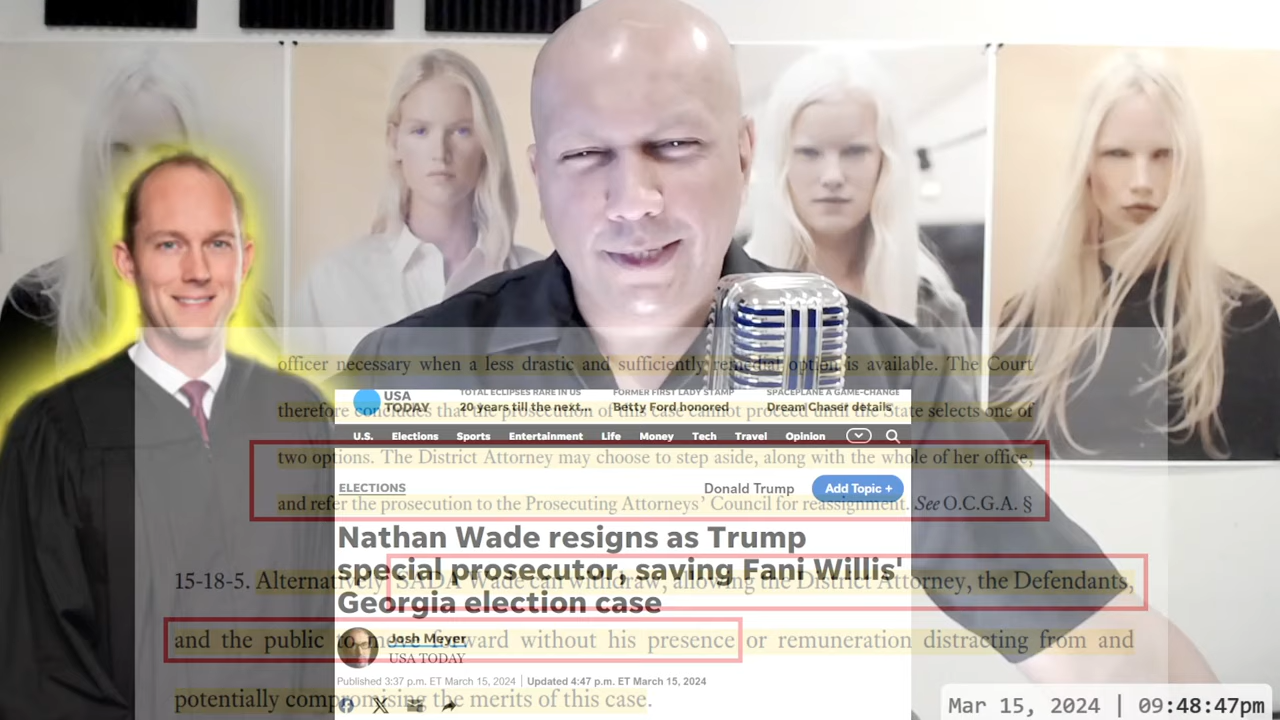 officer necessary when a less drastic and sufficiently remedial option is available. The Court
USA
TODAY
TOTAL ECLIPSES RARE IN US
20 years till the next...
FORMER FIRST LADY STAMP
Betty Ford honored
SPACEPLANE A GAME-CHANGE
Dream Chaser details
therefore concludes that the prosecution of this case cannot proceed until the State selects one of
U.S. Elections Sports Entertainment Life Money Tech Travel Opinion
two options. The District Attorney may choose to step aside, along with the whole of her office,
ELECTIONS
Donald Trump
Add Topic +
and refer the prosecution to the Prosecuting Attorneys' Council for reassignment. See O.C.G.A. §
Nathan Wade resigns as Trump
special prosecutor, saving Fani Willis'
Georgia election case
15-18-5. Alternatively, SADA Wade can withdraw, allowing the District Attorney, the Defendants,
and the public to move forward without his presence or remuneration distracting from and
Josh Meyer
USA TODAY
Published 3:37 p.m. ET March 15, 2024 | Updated 4:47 p.m. ET March 15, 2024
potentially compromising the merits of this case.
Mar 15, 2024 | 09:48:47pm